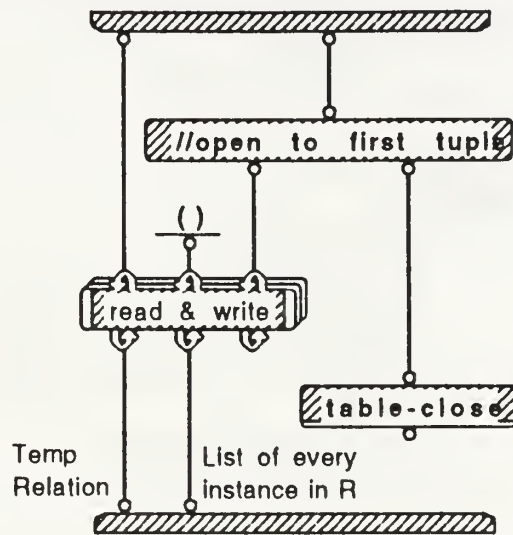 //open to first tuple
( )
read & write
table-close
Temp
Relation
List of every
instance in R